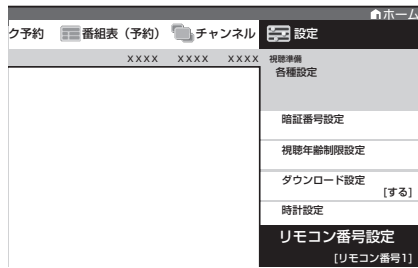 ホーム
ク予約 番組表（予約） チャンネル 設定
XXXX XXXX XXXX
視聴準備
各種設定
暗証番号設定
視聴年齢制限設定
ダウンロード設定
[する]
時計設定
リモコン番号設定
[リモコン番号1]